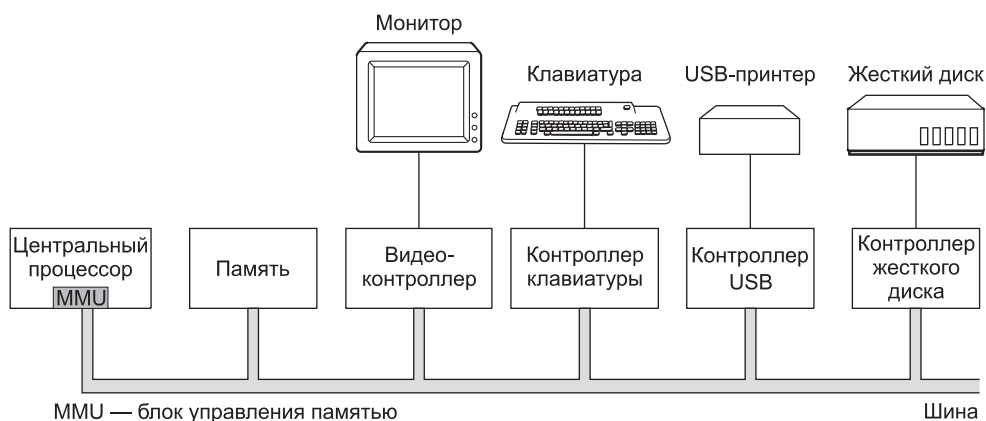 Монитор
Клавиатура
USB-принтер
Жесткий диск
Центральный
процессор
MMU
Память
Видео-
контроллер
Контроллер
клавиатуры
Контроллер
USB
Контроллер
жесткого
диска
MMU — блок управления памятью
Шина